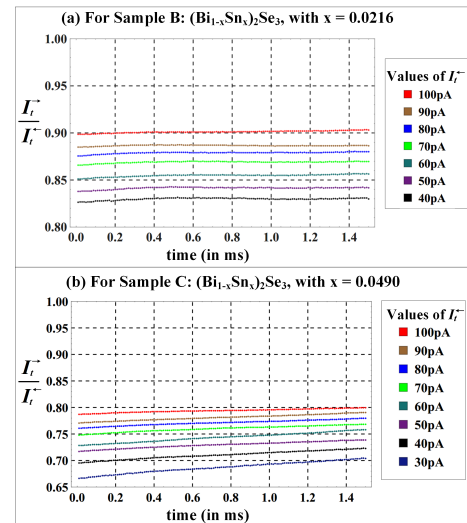 (a) For Sample B: (Bi1-xSnx)2Se3, with x = 0.0216
1.00
0.95
0.90
0.85
0.80
It→
It←
0.0 0.2 0.4 0.6 0.8 1.0 1.2 1.4
time (in ms)
Values of It←
100pA
90pA
80pA
70pA
60pA
50pA
40pA
(b) For Sample C: (Bi1-xSnx)2Se3, with x = 0.0490
1.00
0.95
0.90
0.85
0.80
0.75
0.70
0.65
It→
It←
0.0 0.2 0.4 0.6 0.8 1.0 1.2 1.4
time (in ms)
Values of It←
100pA
90pA
80pA
70pA
60pA
50pA
40pA
30pA